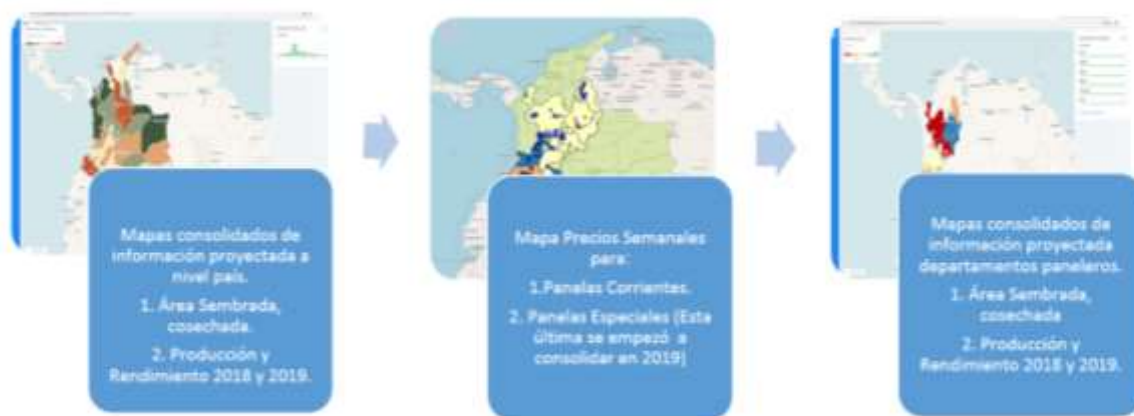 Mapas consolidados de
información proyectada a
nivel país.
1. Área Sembrada,
cosechada.
2. Producción y
Rendimiento 2018 y 2019.
Mapa Precios Semanales
para:
1.Panelas Corrientes.
2. Panelas Especiales (Esta
última se empezó a
consolidar en 2019)
Mapas consolidados de
información proyectada
departamentos paneleros.
1. Área Sembrada,
cosechada
2. Producción y
Rendimiento 2018 y 2019.